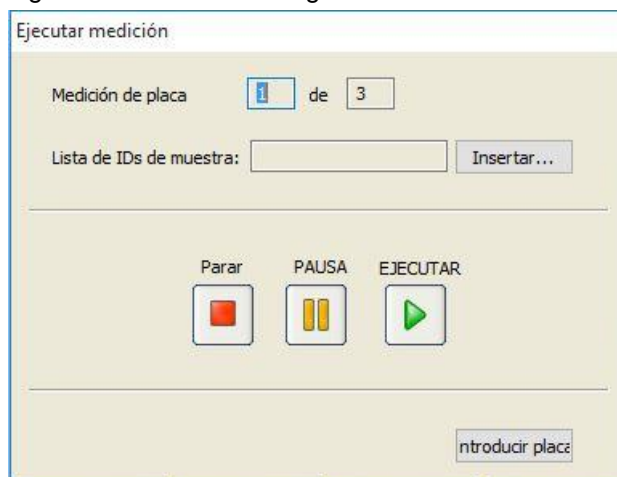 Ejecutar medición
Medición de placa 1 de 3
Lista de IDs de muestra: Insertar...
Parar PAUSA EJECUTAR
ntroducir placa